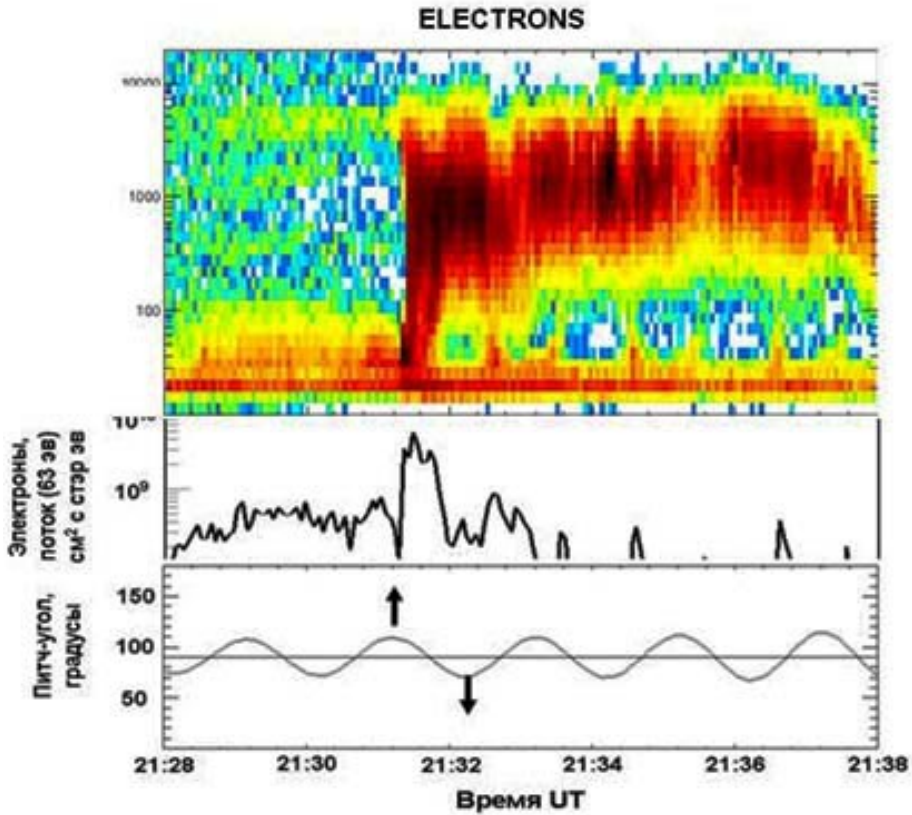 ELECTRONS
10000
1000
100
Электроны,
поток (63 эв)
см² с стэр эв
10⁹
Питч-угол,
градусы
150
100
50
21:28 21:30 21:32 21:34 21:36 21:38
Время UT